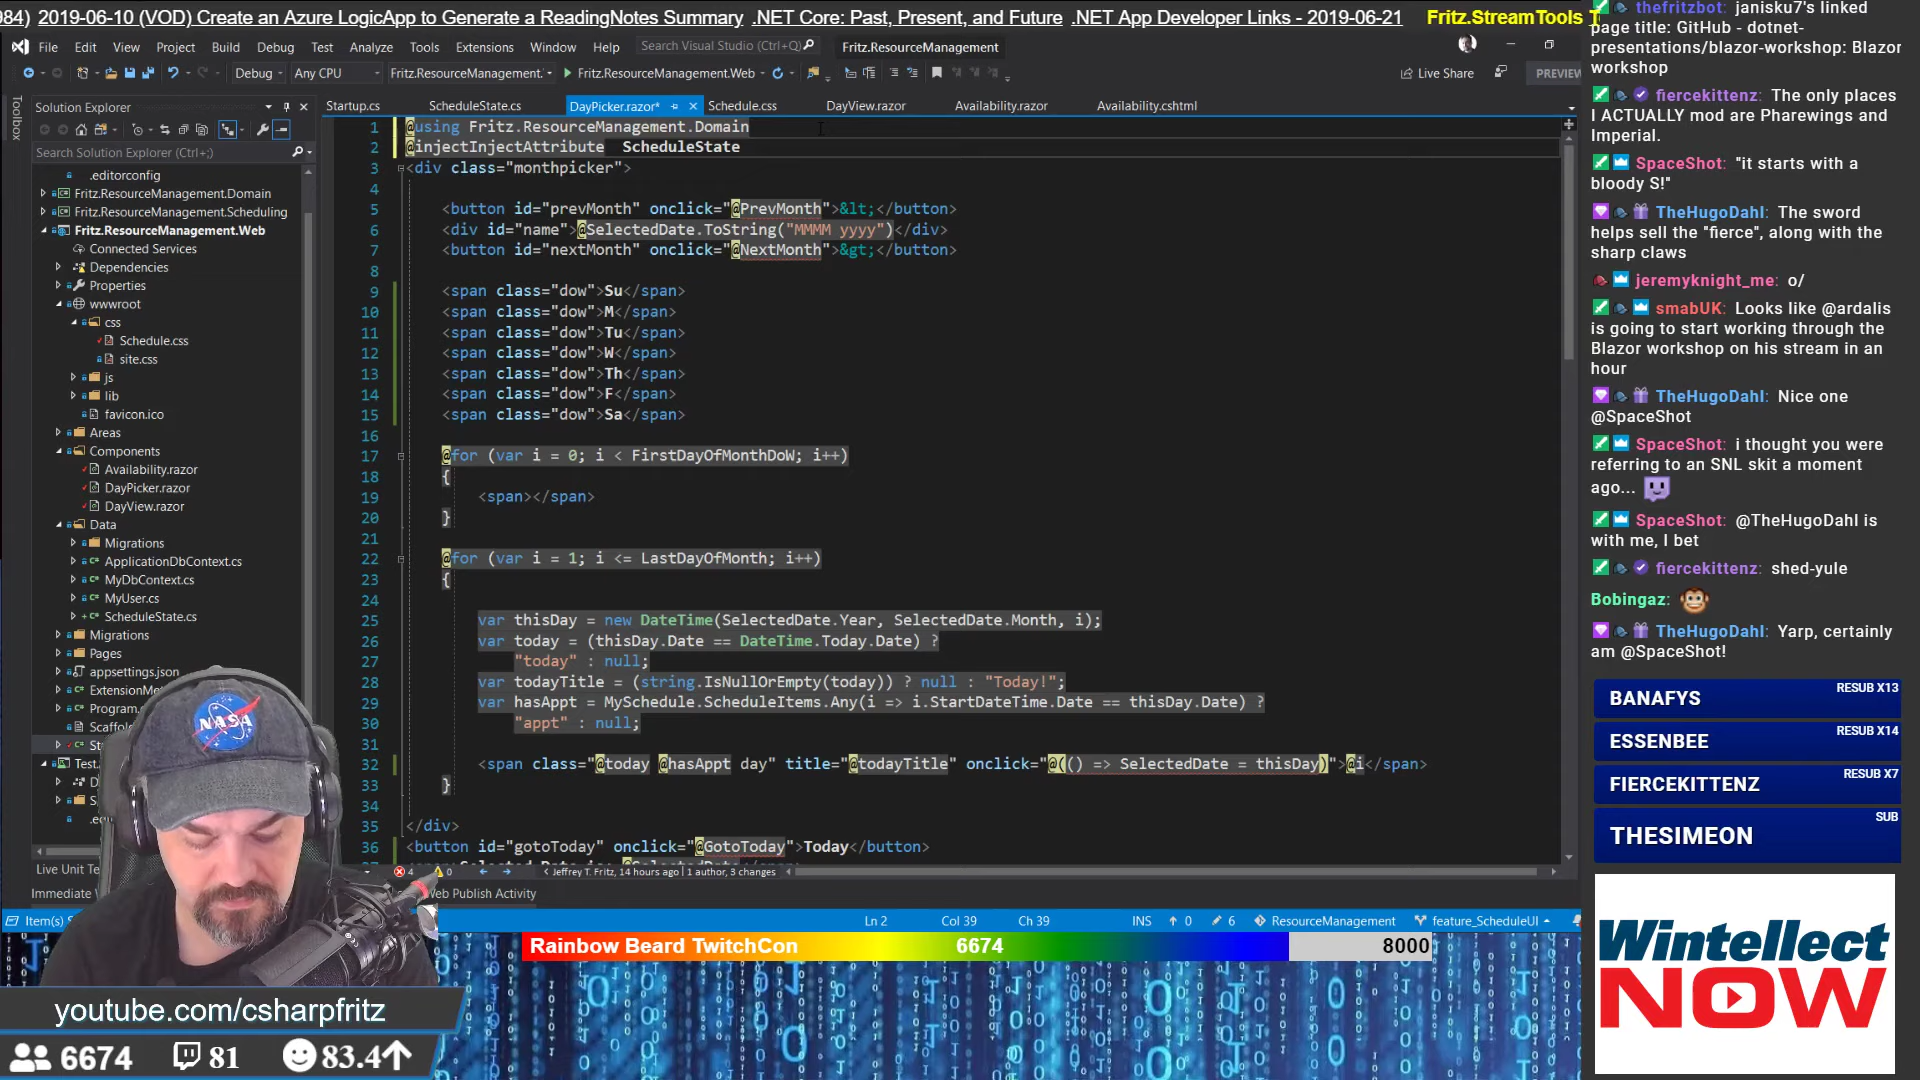 984) 2019-06-10 (VOD) Create an Azure LogicApp to Generate a ReadingNotes Summary .NET Core: Past, Present, and Future .NET App Developer Links - 2019-06-21 Fritz.StreamTools T
File Edit View Project Build Debug Test Analyze Tools Extensions Window Help Search Visual Studio (Ctrl+Q) Fritz.ResourceManagement
Debug Any CPU Fritz.ResourceManagement. Fritz.ResourceManagement.Web Live Share PREVIEW
Toolbox
Solution Explorer
Search Solution Explorer (Ctrl+;)
.editorconfig
Fritz.ResourceManagement.Domain
Fritz.ResourceManagement.Scheduling
Fritz.ResourceManagement.Web
Connected Services
Dependencies
Properties
wwwroot
css
Schedule.css
site.css
js
lib
favicon.ico
Areas
Components
Availability.razor
DayPicker.razor
DayView.razor
Data
Migrations
ApplicationDbContext.cs
MyDbContext.cs
MyUser.cs
ScheduleState.cs
Migrations
Pages
appsettings.json
ExtensionMe
Program.
Scaffol
St
Test.
D
S
.e
Live Unit Te
Immediate
Startup.cs ScheduleState.cs DayPicker.razor* Schedule.css DayView.razor Availability.razor Availability.cshtml
1 @using Fritz.ResourceManagement.Domain
2 @injectInjectAttribute  ScheduleState
3 <div class="monthpicker">
4
5 <button id="prevMonth" onclick="@PrevMonth">&lt;</button>
6 <div id="name">@SelectedDate.ToString("MMMM yyyy")</div>
7 <button id="nextMonth" onclick="@NextMonth">&gt;</button>
8
9 <span class="dow">Su</span>
10 <span class="dow">M</span>
11 <span class="dow">Tu</span>
12 <span class="dow">W</span>
13 <span class="dow">Th</span>
14 <span class="dow">F</span>
15 <span class="dow">Sa</span>
16
17 @for (var i = 0; i < FirstDayOfMonthDoW; i++)
18 {
19 <span></span>
20 }
21
22 @for (var i = 1; i <= LastDayOfMonth; i++)
23 {
24
25 var thisDay = new DateTime(SelectedDate.Year, SelectedDate.Month, i);
26 var today = (thisDay.Date == DateTime.Today.Date) ?
27 "today" : null;
28 var todayTitle = (string.IsNullOrEmpty(today)) ? null : "Today!";
29 var hasAppt = MySchedule.ScheduleItems.Any(i => i.StartDateTime.Date == thisDay.Date) ?
30 "appt" : null;
31
32 <span class="@today @hasAppt day" title="@todayTitle" onclick="@(() => SelectedDate = thisDay)">@i</span>
33 }
34
35 </div>
36 <button id="gotoToday" onclick="@GotoToday">Today</button>
4 0 Jeffrey T. Fritz, 14 hours ago | 1 author, 3 changes
Web Publish Activity
Item(s) Ln 2 Col 39 Ch 39 INS 0 6 ResourceManagement feature_ScheduleUI
Rainbow Beard TwitchCon 6674 8000
youtube.com/csharpfritz
6674 81 83.4
NASA
thefritzbot: janisku7's linked
page title: GitHub - dotnet-
presentations/blazor-workshop: Blazor
workshop
fiercekittenz: The only places
I ACTUALLY mod are Pharewings and
Imperial.
SpaceShot: "it starts with a
bloody S!"
TheHugoDahl: The sword
helps sell the "fierce", along with the
sharp claws
jeremyknight_me: o/
smabUK: Looks like @ardalis
is going to start working through the
Blazor workshop on his stream in an
hour
TheHugoDahl: Nice one
@SpaceShot
SpaceShot: i thought you were
referring to an SNL skit a moment
ago...
SpaceShot: @TheHugoDahl is
with me, I bet
fiercekittenz: shed-yule
Bobingaz:
TheHugoDahl: Yarp, certainly
am @SpaceShot!
BANAFYS RESUB X13
ESSENBEE RESUB X14
FIERCEKITTENZ RESUB X7
THESIMEON SUB
Wintellect
NOW